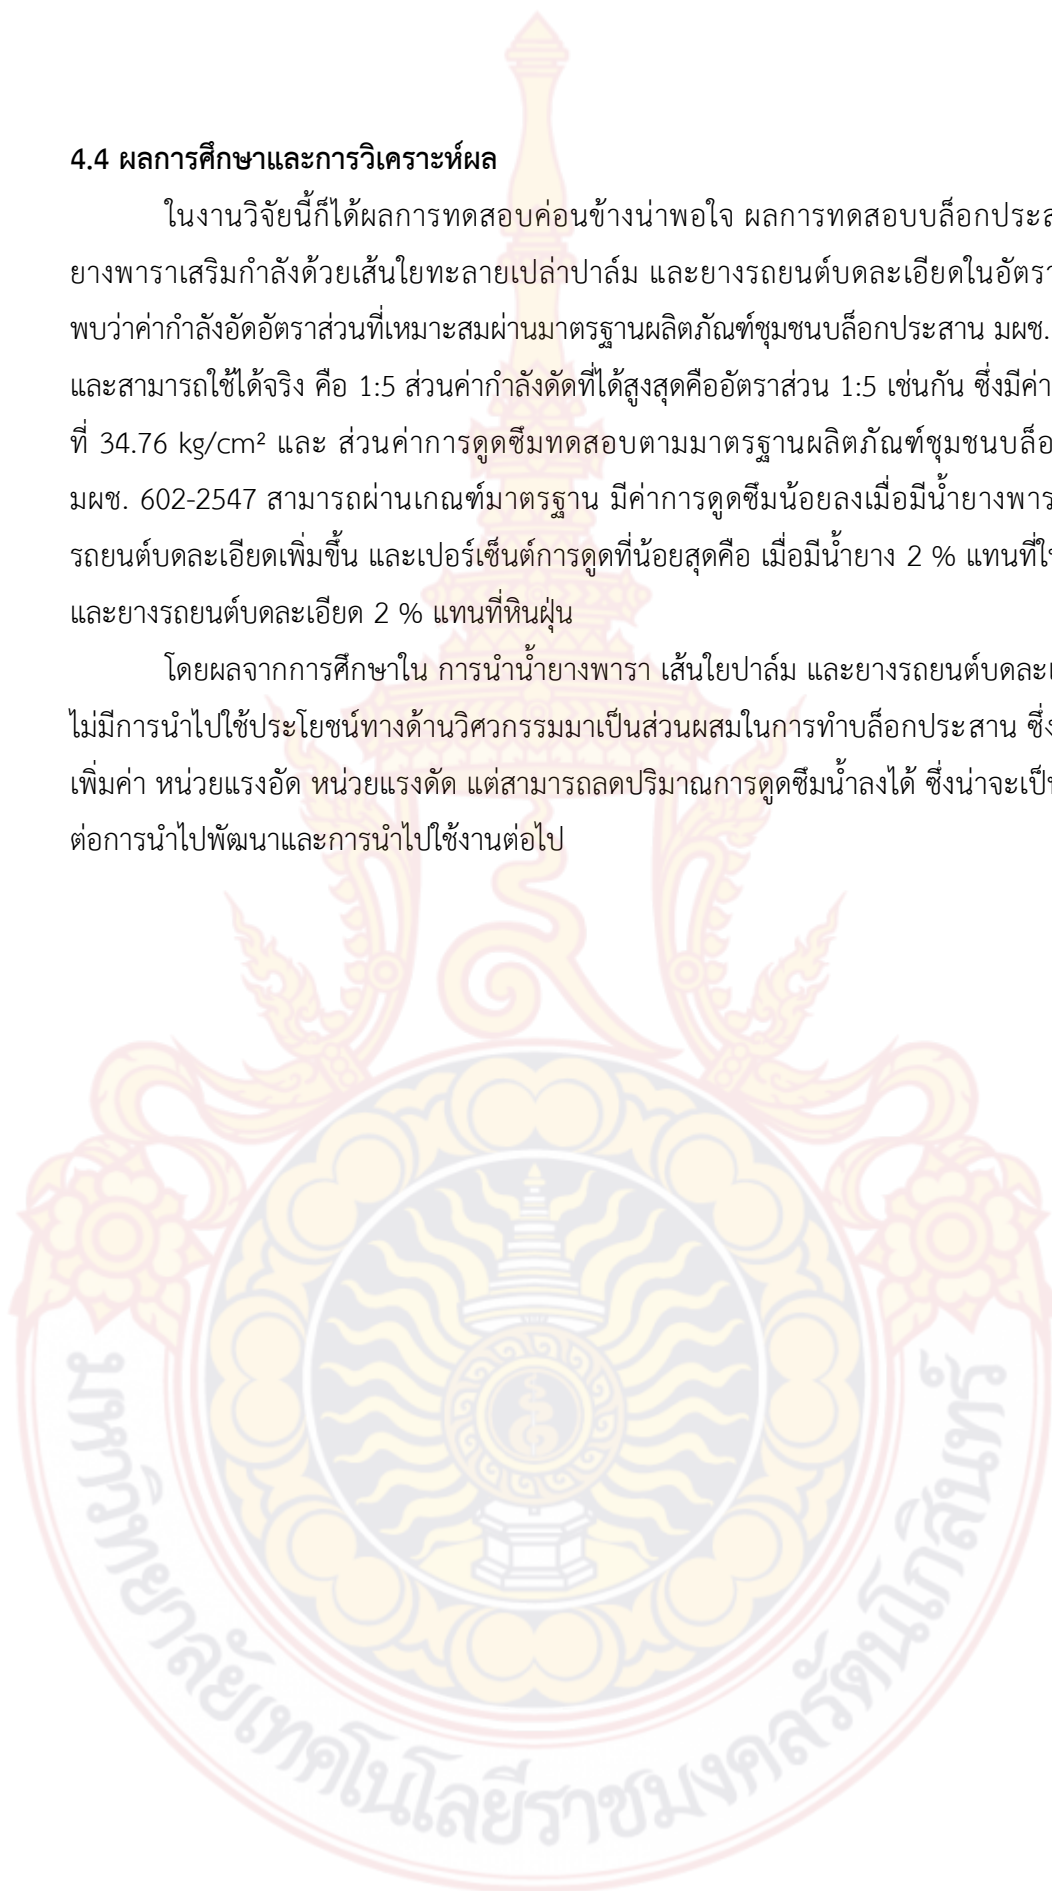 4.4 ผลการศึกษาและการวิเคราะห์ผล
ในงานวิจัยนี้ก็ได้ผลการทดสอบค่อนข้างน่าพอใจ ผลการทดสอบบล็อกประส
ยางพาราเสริมกำลังด้วยเส้นใยทะลายเปล่าปาล์ม และยางรถยนต์บดละเอียดในอัตรา
พบว่าค่ากำลังอัดอัตราส่วนที่เหมาะสมผ่านมาตรฐานผลิตภัณฑ์ชุมชนบล็อกประสาน มผช.
และสามารถใช้ได้จริง คือ 1:5 ส่วนค่ากำลังดัดที่ได้สูงสุดคืออัตราส่วน 1:5 เช่นกัน ซึ่งมีค่า
ที่ 34.76 kg/cm² และ ส่วนค่าการดูดซึมทดสอบตามมาตรฐานผลิตภัณฑ์ชุมชนบล็อ
มผช. 602-2547 สามารถผ่านเกณฑ์มาตรฐาน มีค่าการดูดซึมน้อยลงเมื่อมีน้ำยางพาร
รถยนต์บดละเอียดเพิ่มขึ้น และเปอร์เซ็นต์การดูดที่น้อยสุดคือ เมื่อมีน้ำยาง 2 % แทนที่ใ
และยางรถยนต์บดละเอียด 2 % แทนที่หินฝุ่น
โดยผลจากการศึกษาใน การนำน้ำยางพารา เส้นใยปาล์ม และยางรถยนต์บดละเ
ไม่มีการนำไปใช้ประโยชน์ทางด้านวิศวกรรมมาเป็นส่วนผสมในการทำบล็อกประสาน ซึ่ง
เพิ่มค่า หน่วยแรงอัด หน่วยแรงดัด แต่สามารถลดปริมาณการดูดซึมน้ำลงได้ ซึ่งน่าจะเป็
ต่อการนำไปพัฒนาและการนำไปใช้งานต่อไป
มหาวิทยาลัยเทคโนโลยีราชมงคลรัตนโกสินทร์